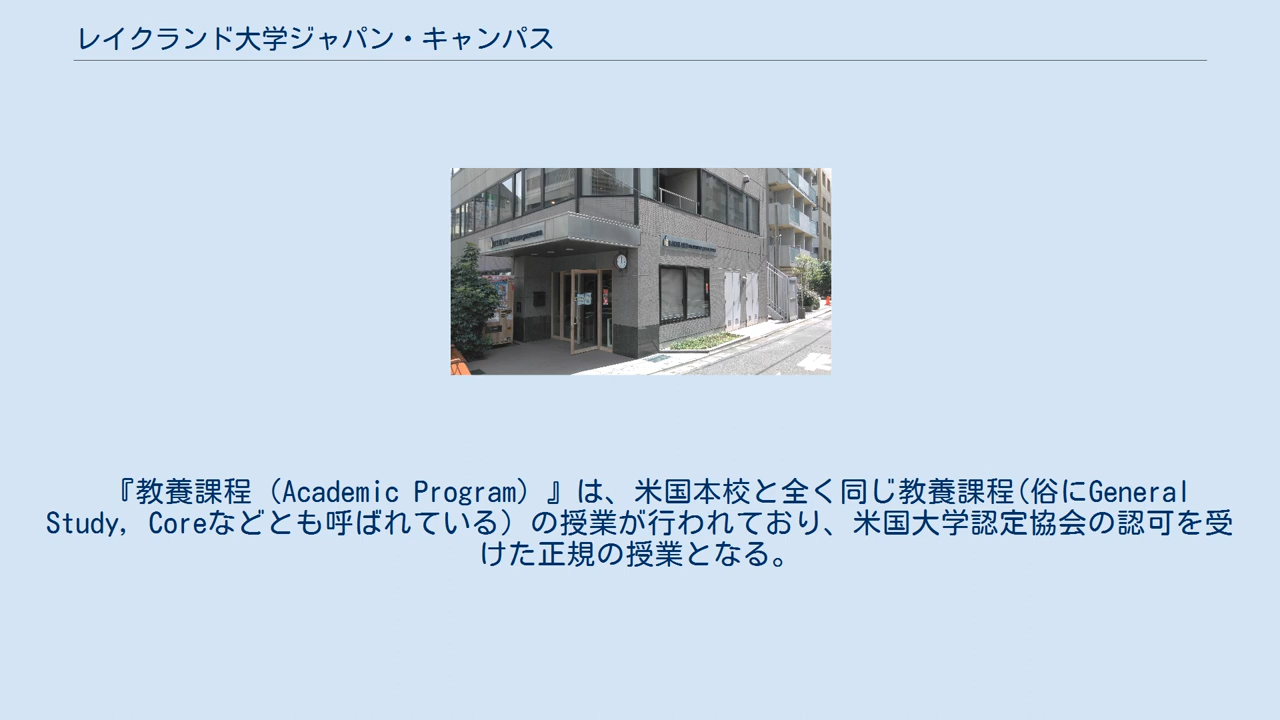 レイクランド大学ジャパン・キャンパス
『教養課程（Academic Program）』は、米国本校と全く同じ教養課程(俗にGeneral
Study, Coreなどとも呼ばれている）の授業が行われており、米国大学認定協会の認可を受
けた正規の授業となる。